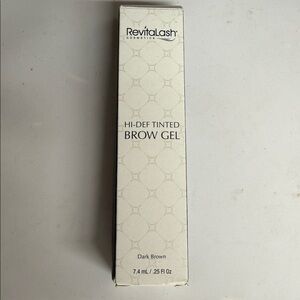 RevitaLash
COSMETICS
HI-DEF TINTED
BROW GEL
Dark Brown
7.4 mL / .25 Fl Oz